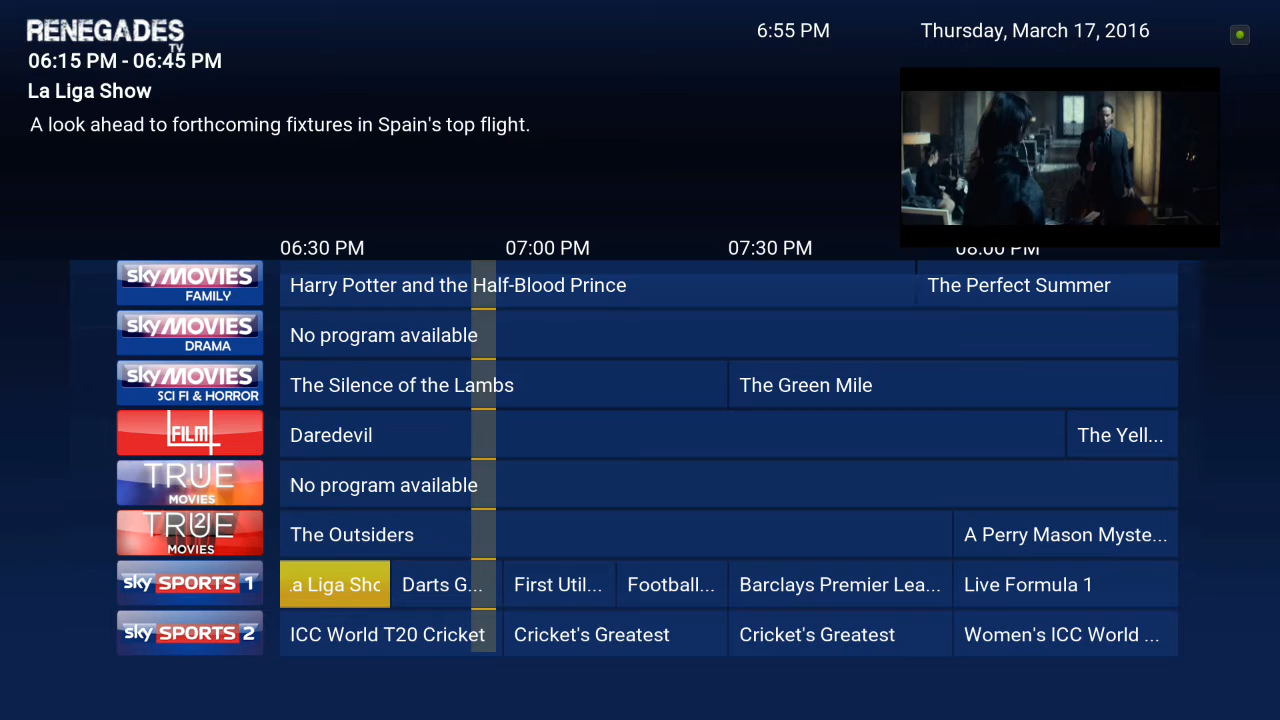 RENEGADES
TV
6:55 PM
Thursday, March 17, 2016
06:15 PM - 06:45 PM
La Liga Show
A look ahead to forthcoming fixtures in Spain's top flight.
06:30 PM 07:00 PM 07:30 PM 08:00 PM
sky MOVIES
FAMILY
Harry Potter and the Half-Blood Prince
The Perfect Summer
sky MOVIES
DRAMA
No program available
sky MOVIES
SCI FI & HORROR
The Silence of the Lambs
The Green Mile
FILM4
Daredevil
The Yell...
TRUE 1
MOVIES
No program available
TRUE 2
MOVIES
The Outsiders
A Perry Mason Myste...
sky SPORTS 1
a Liga Sho
Darts G...
First Util...
Football...
Barclays Premier Lea...
Live Formula 1
sky SPORTS 2
ICC World T20 Cricket
Cricket's Greatest
Cricket's Greatest
Women's ICC World ...